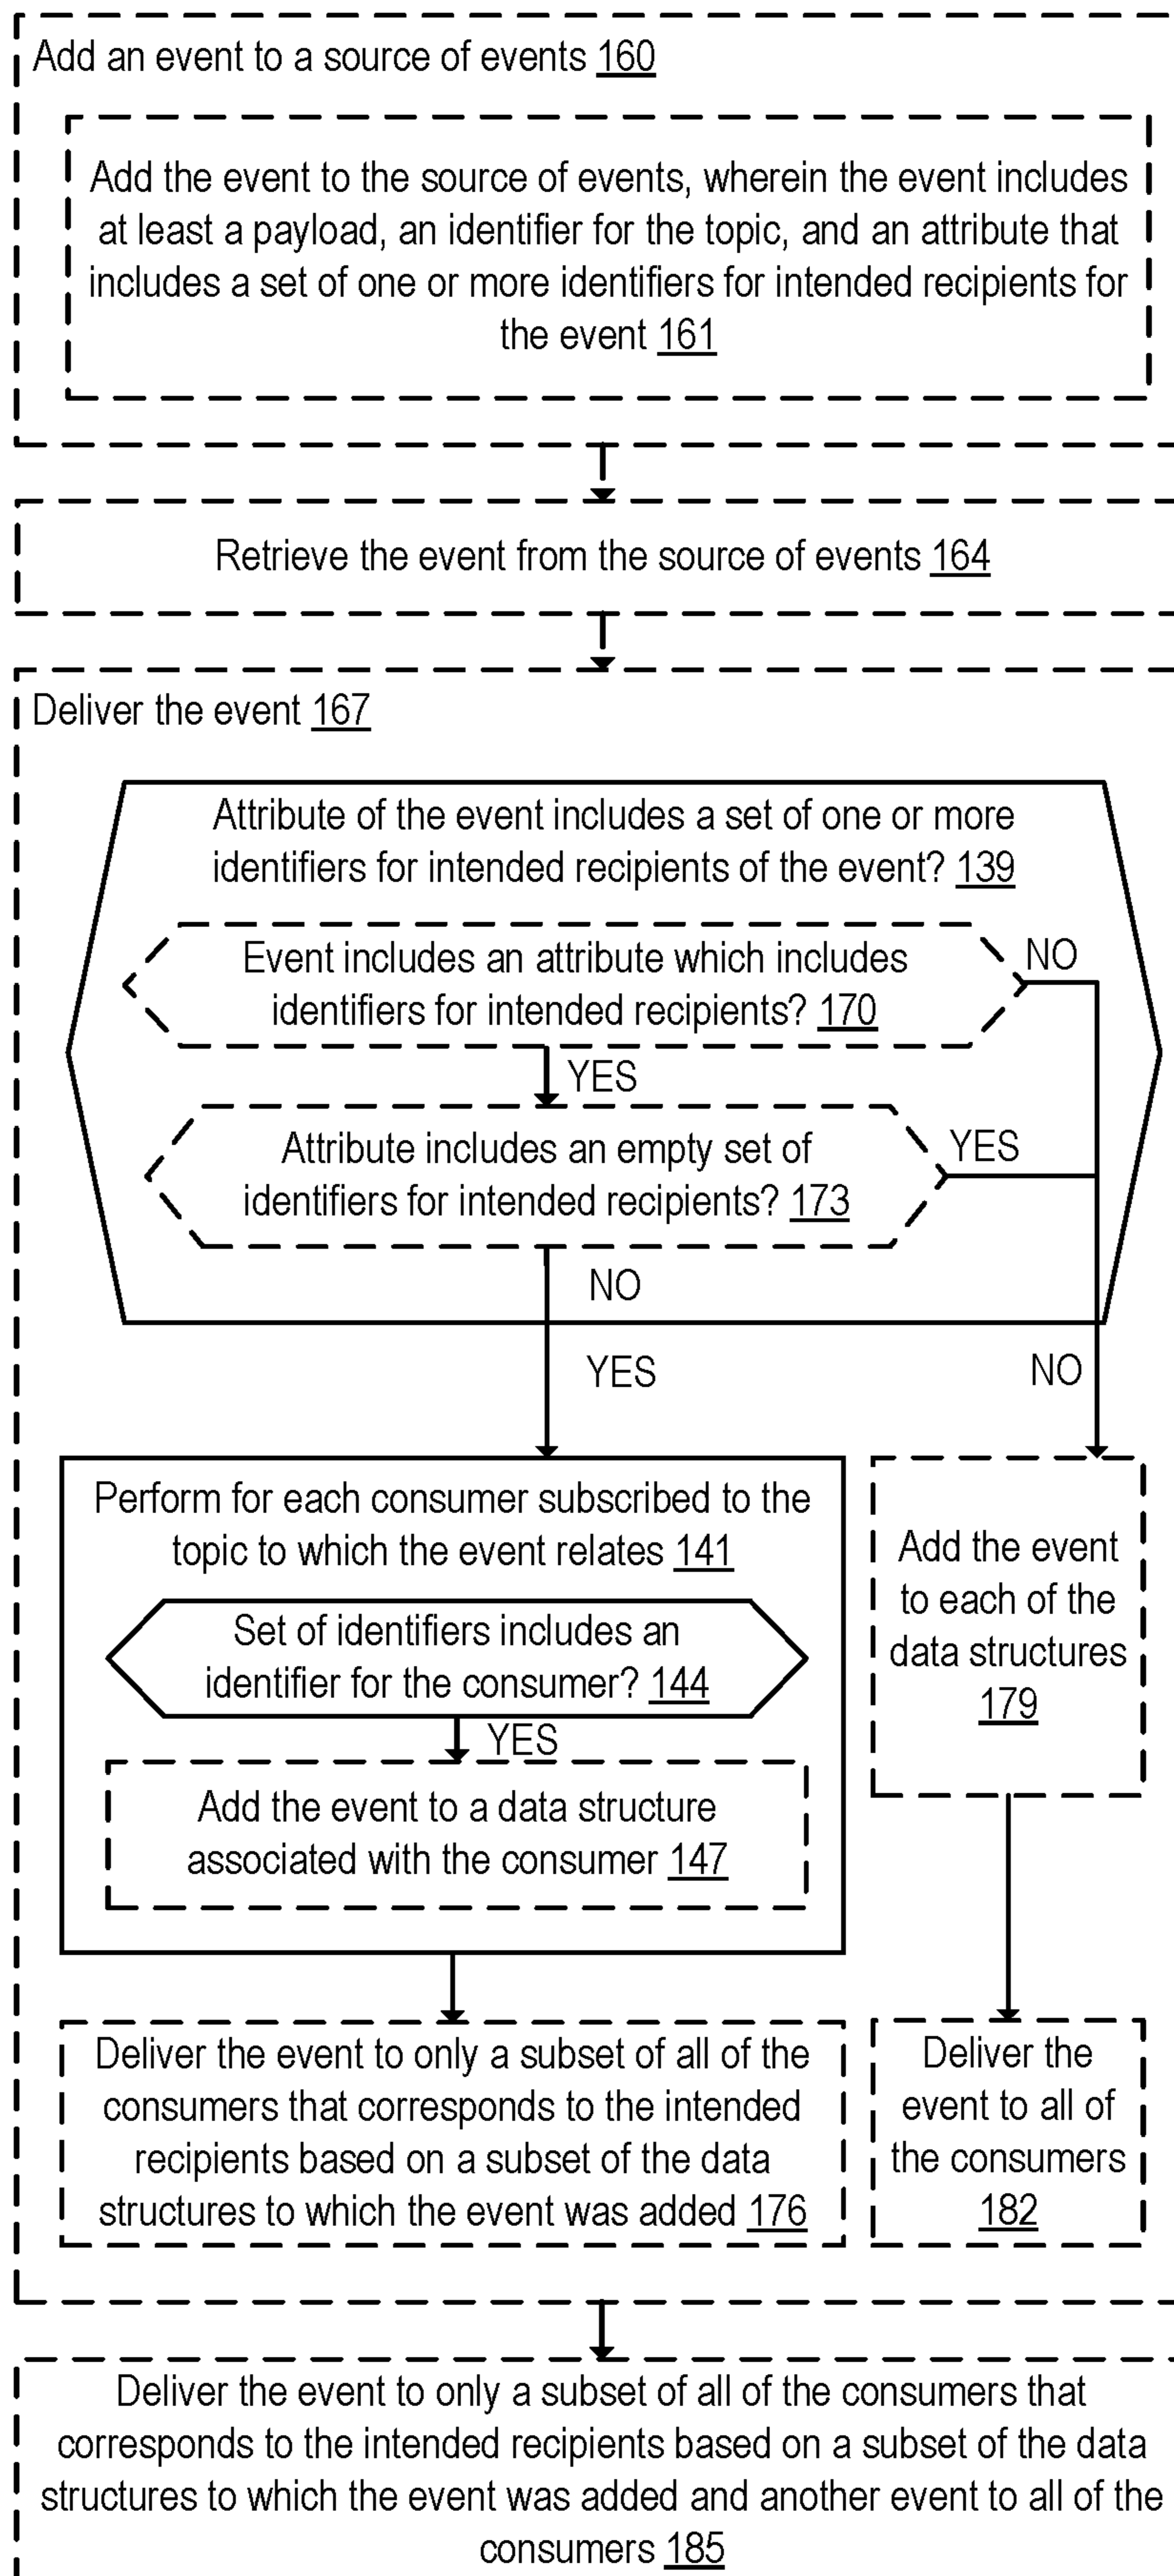 Add an event to a source of events 160
Add the event to the source of events, wherein the event includes
at least a payload, an identifier for the topic, and an attribute that
includes a set of one or more identifiers for intended recipients for
the event 161
Retrieve the event from the source of events 164
Deliver the event 167
Attribute of the event includes a set of one or more
identifiers for intended recipients of the event? 139
Event includes an attribute which includes
identifiers for intended recipients? 170
NO
YES
Attribute includes an empty set of
identifiers for intended recipients? 173
YES
NO
YES
NO
Perform for each consumer subscribed to the
topic to which the event relates 141
Set of identifiers includes an
identifier for the consumer? 144
YES
Add the event to a data structure
associated with the consumer 147
Add the event
to each of the
data structures
179
Deliver the event to only a subset of all of the
consumers that corresponds to the intended
recipients based on a subset of the data
structures to which the event was added 176
Deliver the
event to all of
the consumers
182
Deliver the event to only a subset of all of the consumers that
corresponds to the intended recipients based on a subset of the data
structures to which the event was added and another event to all of the
consumers 185